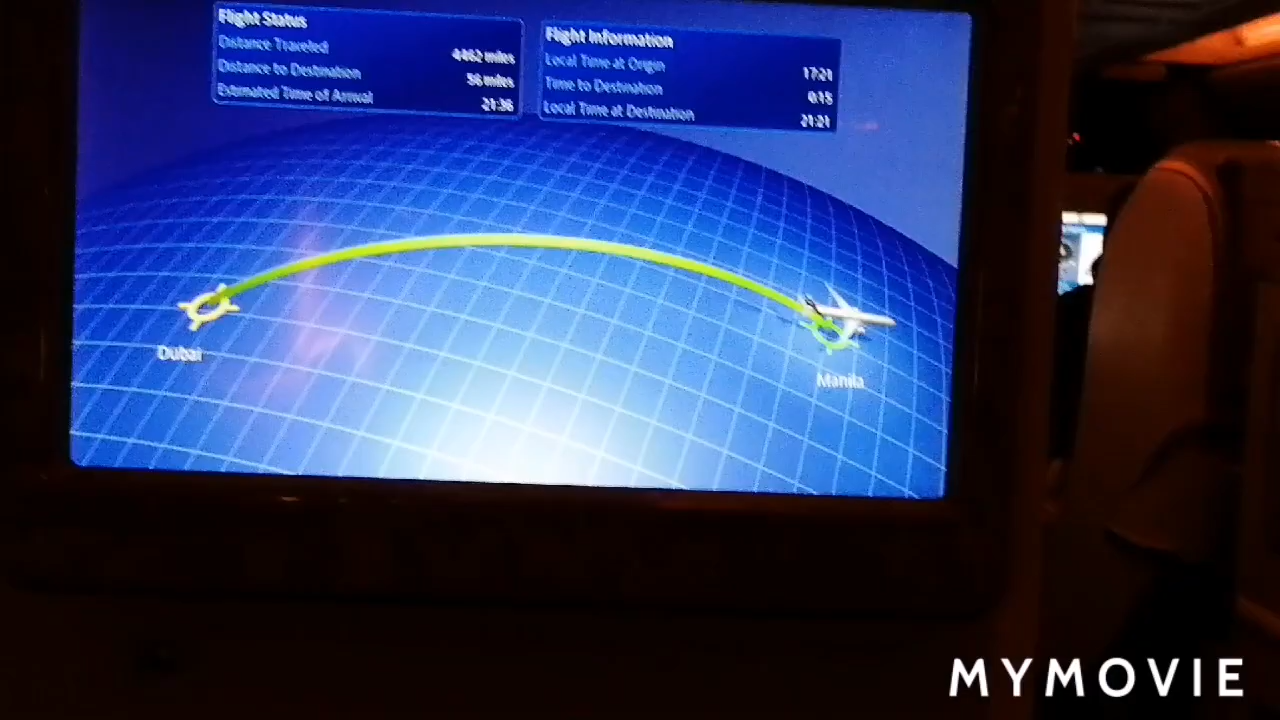 Flight Status
Distance Traveled 4462 miles
Distance to Destination 56 miles
Estimated Time of Arrival 21:36
Flight Information
Local Time at Origin 17:21
Time to Destination 0:15
Local Time at Destination 21:21
Dubai
Manila
MYMOVIE